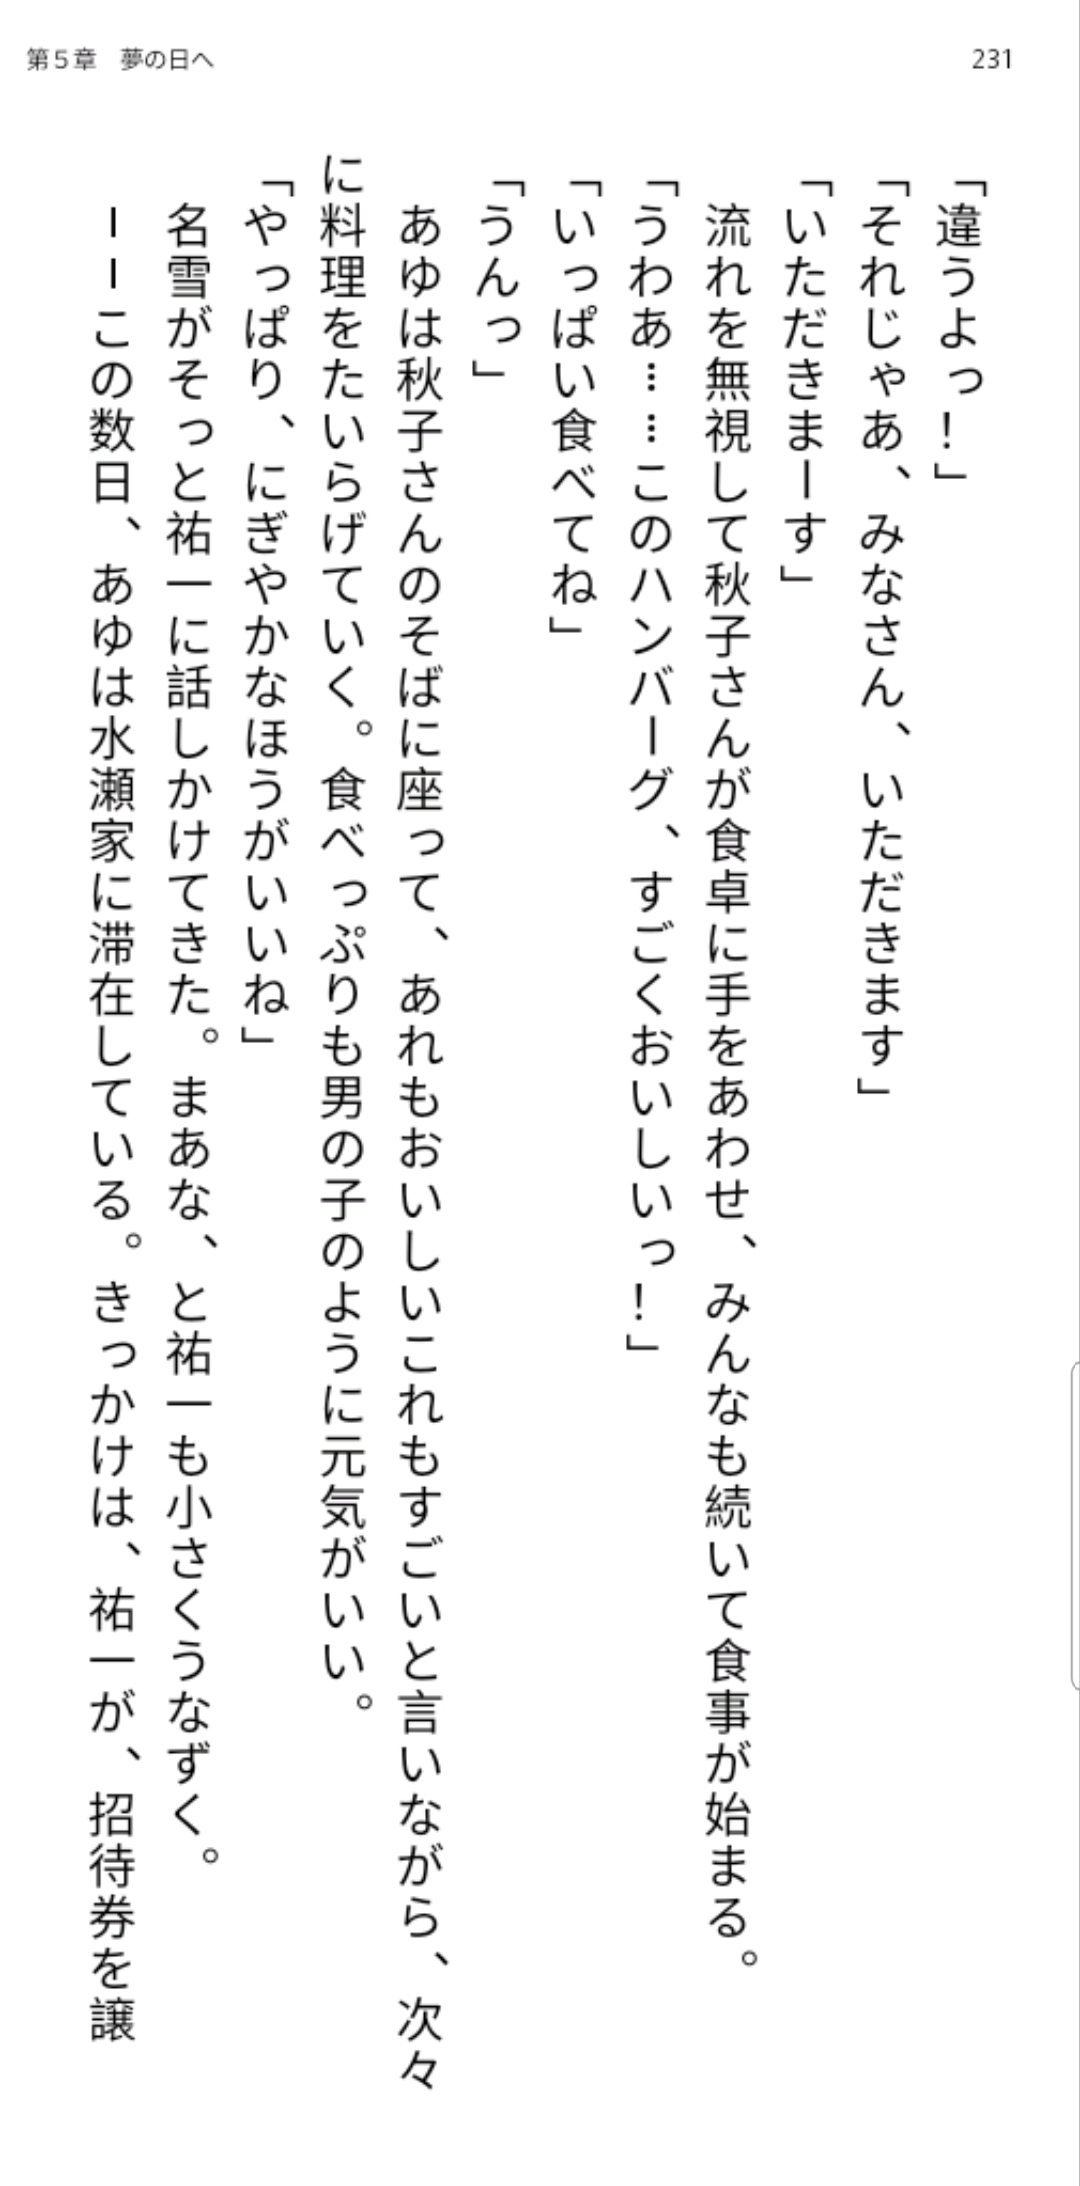 第5章　夢の日へ
231
「違うよっ！」
「それじゃあ、みなさん、いただきます」
「いただきまーす」
　流れを無視して秋子さんが食卓に手をあわせ、みんなも続いて食事が始まる。
「うわあ……このハンバーグ、すごくおいしいっ！」
「いっぱい食べてね」
「うんっ」
　あゆは秋子さんのそばに座って、あれもおいしいこれもすごいと言いながら、次々
に料理をたいらげていく。食べっぷりも男の子のように元気がいい。
「やっぱり、にぎやかなほうがいいね」
　名雪がそっと祐一に話しかけてきた。まあな、と祐一も小さくうなずく。
　ーーこの数日、あゆは水瀬家に滞在している。きっかけは、祐一が、招待券を譲